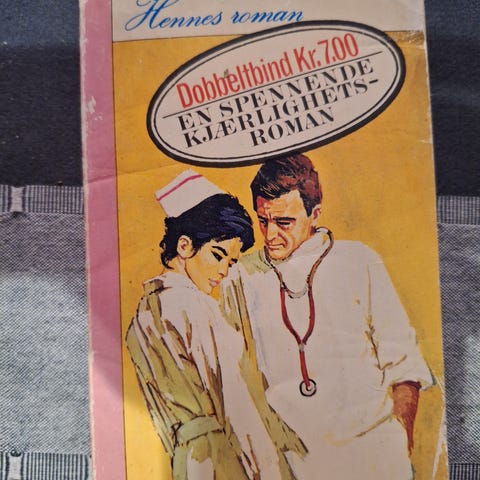 Hennes roman
Dobbeltbind Kr. 7.00
EN SPENNENDE
KJÆRLIGHETS-
ROMAN